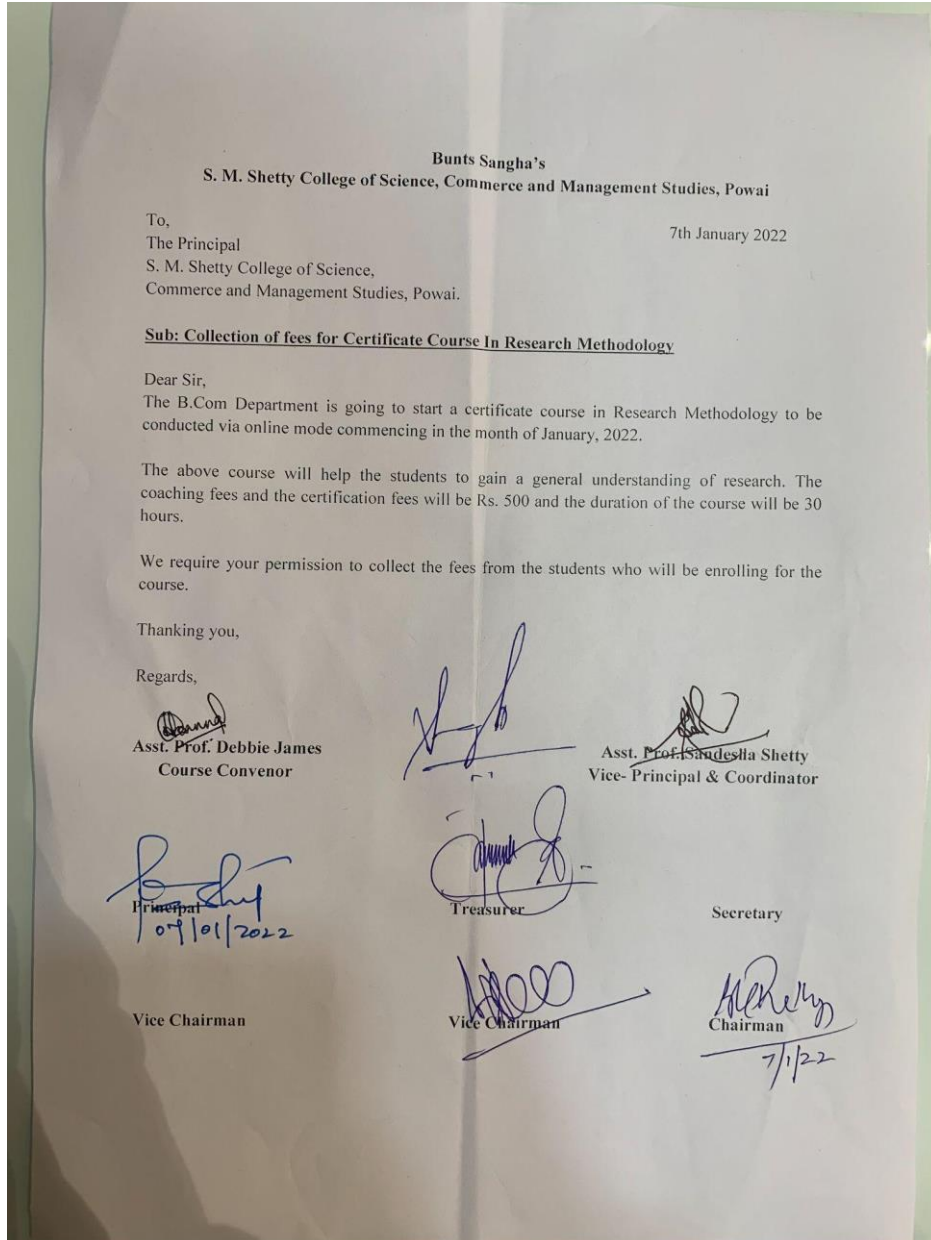 Bunts Sangha's
S. M. Shetty College of Science, Commerce and Management Studies, Powai
To,
7th January 2022
The Principal
S. M. Shetty College of Science,
Commerce and Management Studies, Powai.
Sub: Collection of fees for Certificate Course In Research Methodology
Dear Sir,
The B.Com Department is going to start a certificate course in Research Methodology to be
conducted via online mode commencing in the month of January, 2022.
The above course will help the students to gain a general understanding of research. The
coaching fees and the certification fees will be Rs. 500 and the duration of the course will be 30
hours.
We require your permission to collect the fees from the students who will be enrolling for the
course.
Thanking you,
Regards,
Asst. Prof. Debbie James
Course Convenor
Asst. Prof. Sandesha Shetty
Vice- Principal & Coordinator
Principal
07/01/2022
Treasurer
Secretary
Vice Chairman
Vice Chairman
Chairman
7/1/22